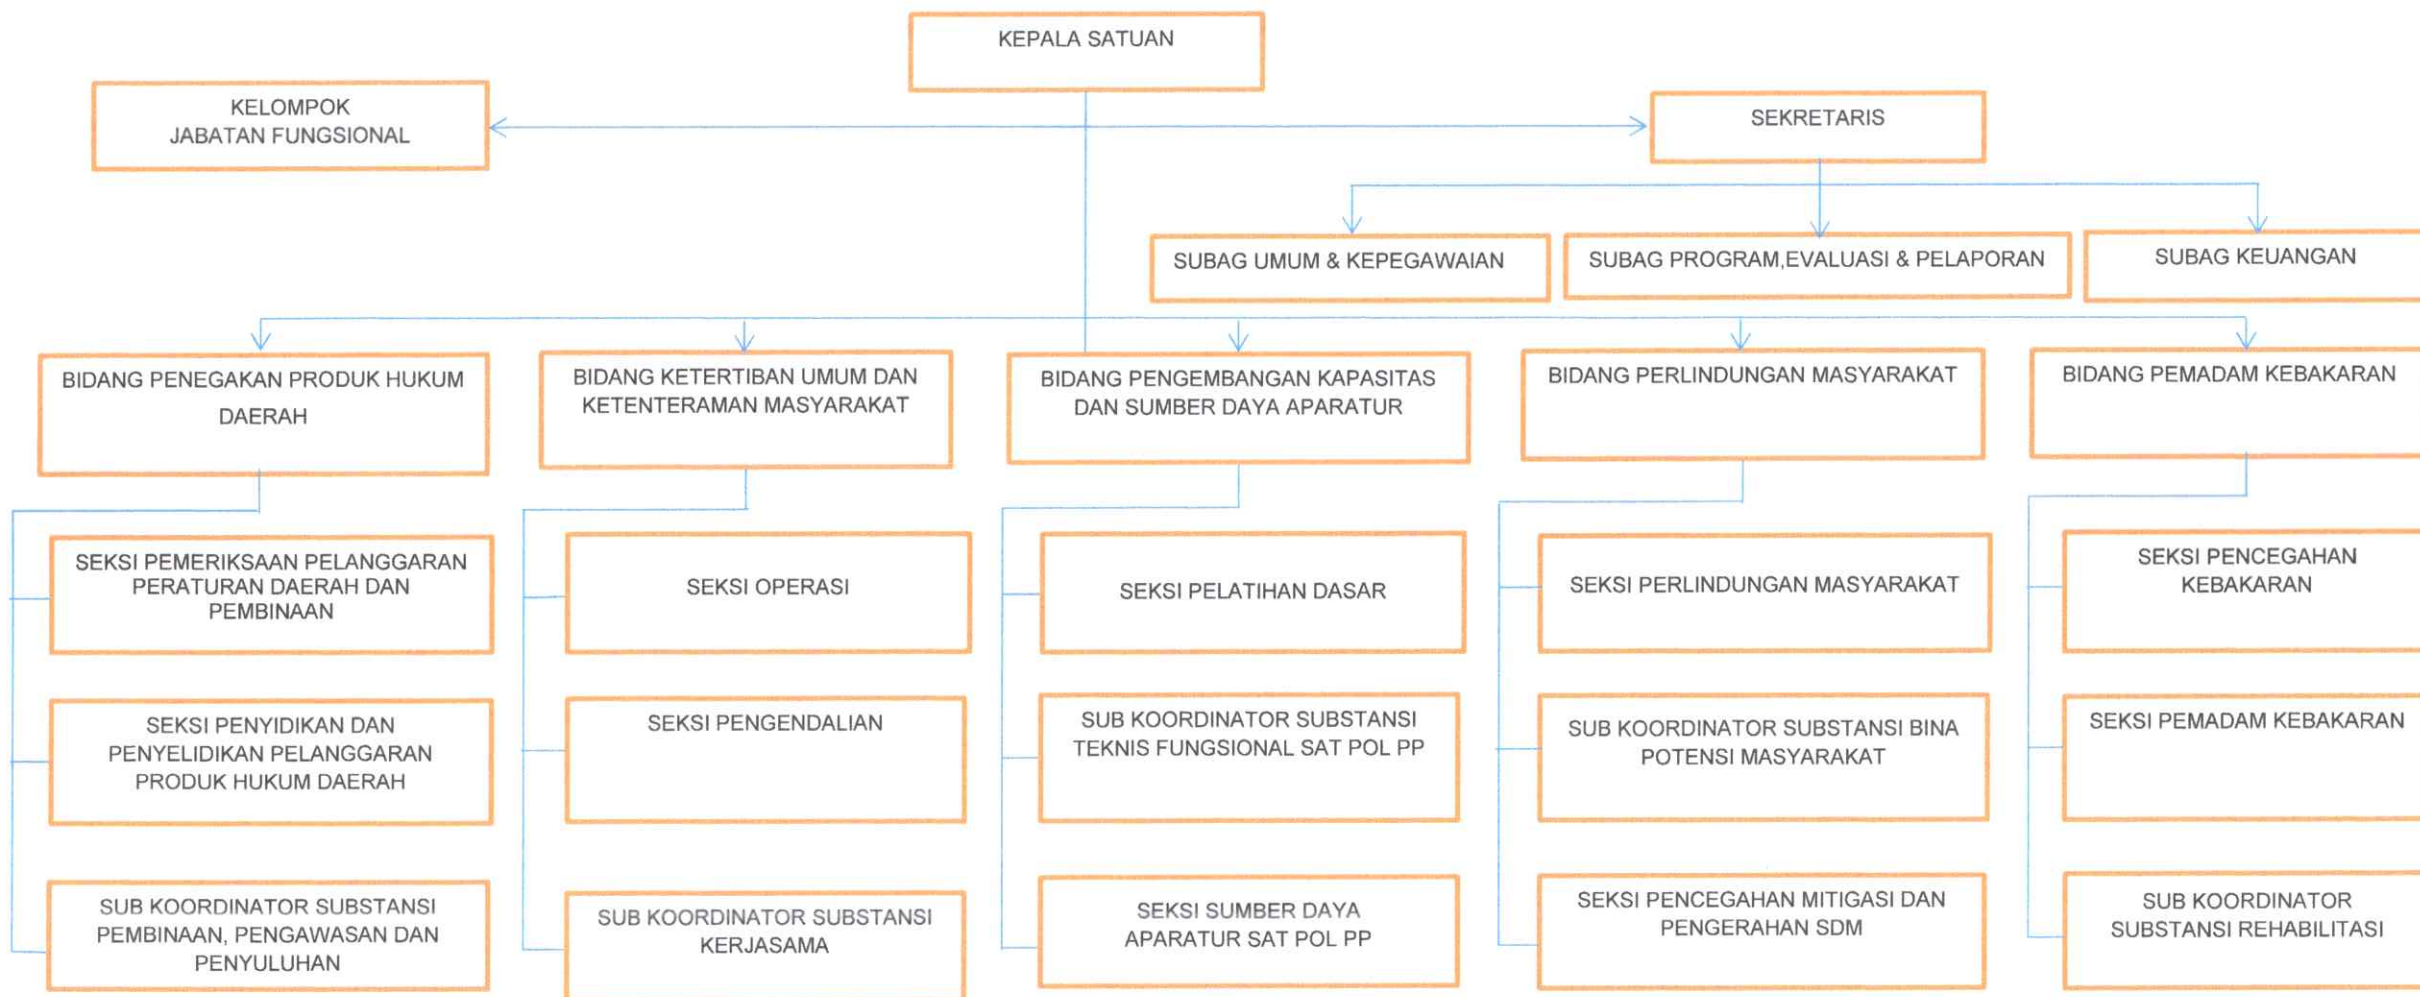 KEPALA SATUAN
KELOMPOK
JABATAN FUNGSIONAL
SEKRETARIS
SUBAG UMUM & KEPEGAWAIAN
SUBAG PROGRAM,EVALUASI & PELAPORAN
SUBAG KEUANGAN
BIDANG PENEGAKAN PRODUK HUKUM
DAERAH
BIDANG KETERTIBAN UMUM DAN
KETENTERAMAN MASYARAKAT
BIDANG PENGEMBANGAN KAPASITAS
DAN SUMBER DAYA APARATUR
BIDANG PERLINDUNGAN MASYARAKAT
BIDANG PEMADAM KEBAKARAN
SEKSI PEMERIKSAAN PELANGGARAN
PERATURAN DAERAH DAN
PEMBINAAN
SEKSI OPERASI
SEKSI PELATIHAN DASAR
SEKSI PERLINDUNGAN MASYARAKAT
SEKSI PENCEGAHAN
KEBAKARAN
SEKSI PENYIDIKAN DAN
PENYELIDIKAN PELANGGARAN
PRODUK HUKUM DAERAH
SEKSI PENGENDALIAN
SUB KOORDINATOR SUBSTANSI
TEKNIS FUNGSIONAL SAT POL PP
SUB KOORDINATOR SUBSTANSI BINA
POTENSI MASYARAKAT
SEKSI PEMADAM KEBAKARAN
SUB KOORDINATOR SUBSTANSI
PEMBINAAN, PENGAWASAN DAN
PENYULUHAN
SUB KOORDINATOR SUBSTANSI
KERJASAMA
SEKSI SUMBER DAYA
APARATUR SAT POL PP
SEKSI PENCEGAHAN MITIGASI DAN
PENGERAHAN SDM
SUB KOORDINATOR
SUBSTANSI REHABILITASI